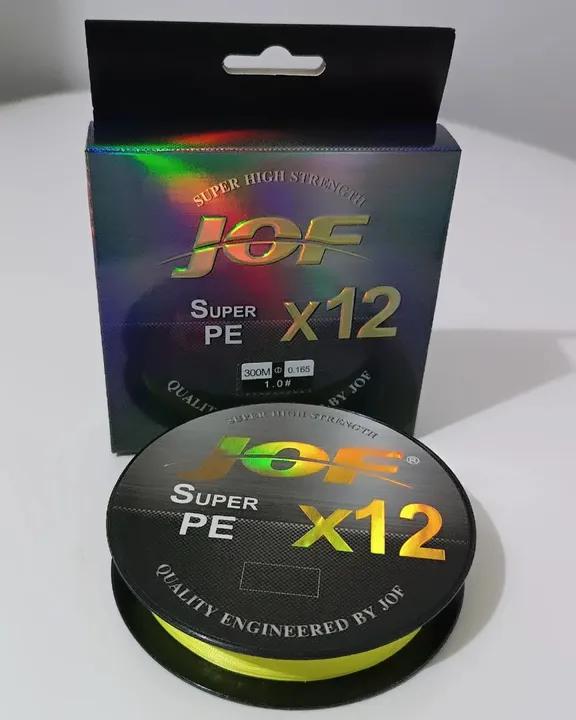 SUPER HIGH STRENGTH
JOF
SUPER
PE
X12
300M Φ 0.165
1.0#
QUALITY ENGINEERED BY JOF
SUPER HIGH STRENGTH
JOF®
SUPER
PE
X12
QUALITY ENGINEERED BY JOF